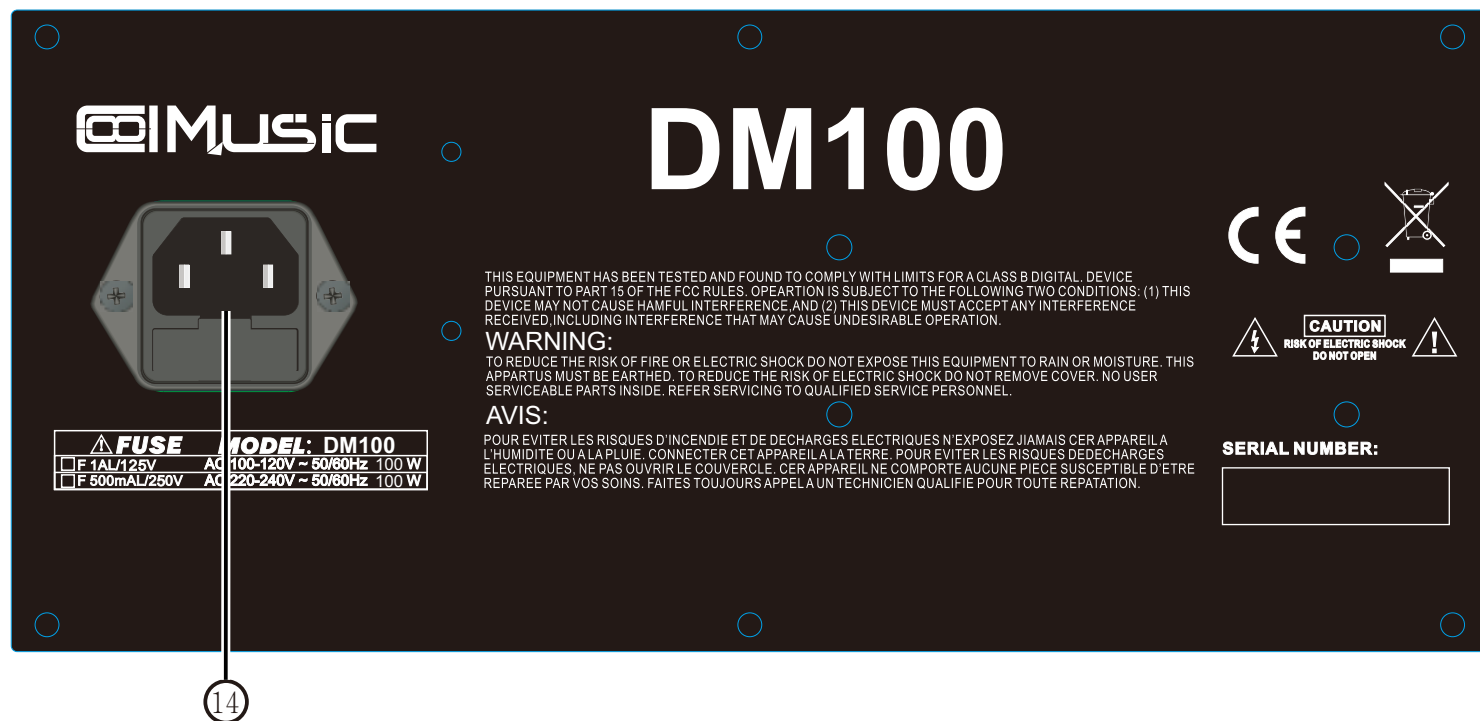 COOLMUSiC
DM100
THIS EQUIPMENT HAS BEEN TESTED AND FOUND TO COMPLY WITH LIMITS FOR A CLASS B DIGITAL. DEVICE
PURSUANT TO PART 15 OF THE FCC RULES. OPEARTION IS SUBJECT TO THE FOLLOWING TWO CONDITIONS: (1) THIS
DEVICE MAY NOT CAUSE HAMFUL INTERFERENCE,AND (2) THIS DEVICE MUST ACCEPT ANY INTERFERENCE
RECEIVED,INCLUDING INTERFERENCE THAT MAY CAUSE UNDESIRABLE OPERATION.
WARNING:
TO REDUCE THE RISK OF FIRE OR ELECTRIC SHOCK DO NOT EXPOSE THIS EQUIPMENT TO RAIN OR MOISTURE. THIS
APPARTUS MUST BE EARTHED. TO REDUCE THE RISK OF ELECTRIC SHOCK DO NOT REMOVE COVER. NO USER
SERVICEABLE PARTS INSIDE. REFER SERVICING TO QUALIFIED SERVICE PERSONNEL.
AVIS:
POUR EVITER LES RISQUES D'INCENDIE ET DE DECHARGES ELECTRIQUES N'EXPOSEZ JIAMAIS CER APPAREIL A
L'HUMIDITE OU A LA PLUIE. CONNECTER CET APPAREIL A LA TERRE. POUR EVITER LES RISQUES DEDECHARGES
ELECTRIQUES, NE PAS OUVRIR LE COUVERCLE. CER APPAREIL NE COMPORTE AUCUNE PIECE SUSCEPTIBLE D'ETRE
REPAREE PAR VOS SOINS. FAITES TOUJOURS APPEL A UN TECHNICIEN QUALIFIE POUR TOUTE REPATATION.
CE
CAUTION
RISK OF ELECTRIC SHOCK
DO NOT OPEN
FUSE MODEL: DM100
F 1AL/125V AC 100-120V ~ 50/60Hz 100 W
F 500mAL/250V AC 220-240V ~ 50/60Hz 100 W
SERIAL NUMBER:
14